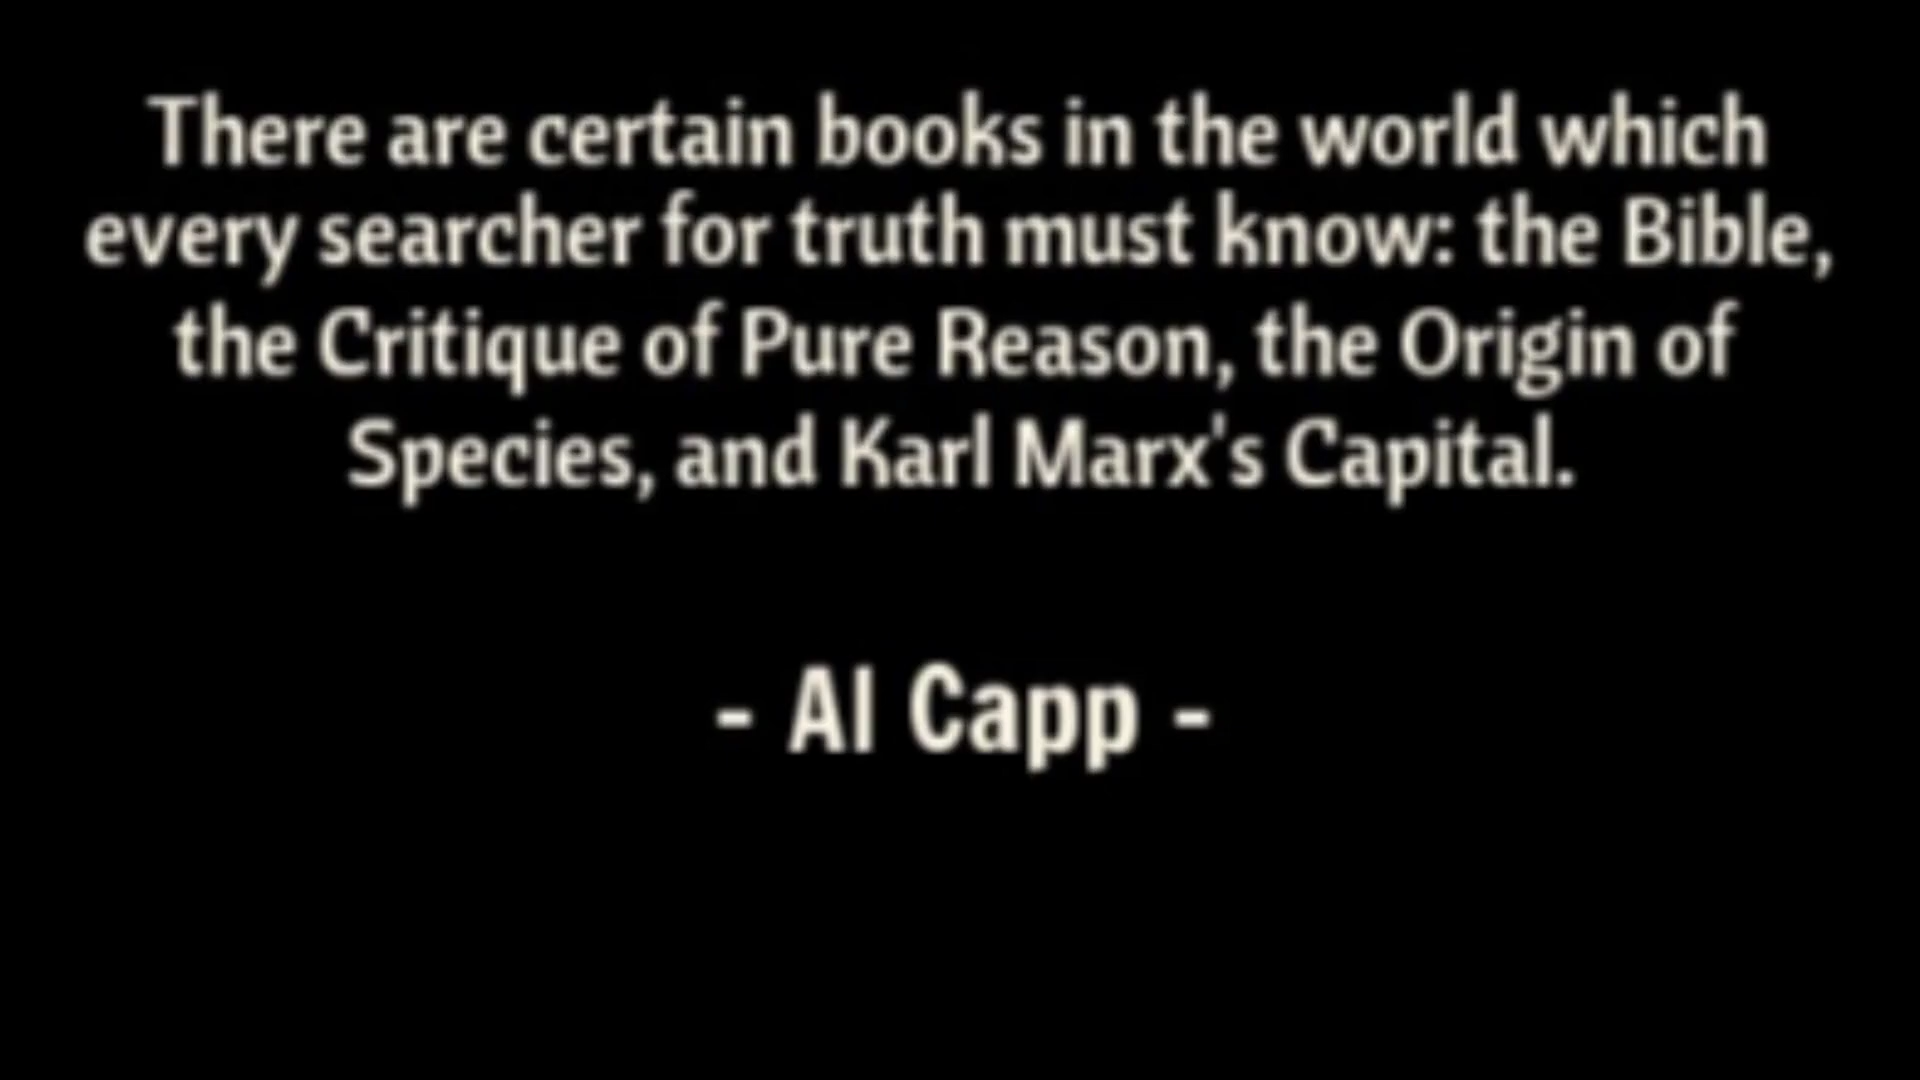 There are certain books in the world which
every searcher for truth must know: the Bible,
the Critique of Pure Reason, the Origin of
Species, and Karl Marx's Capital.
- Al Capp -